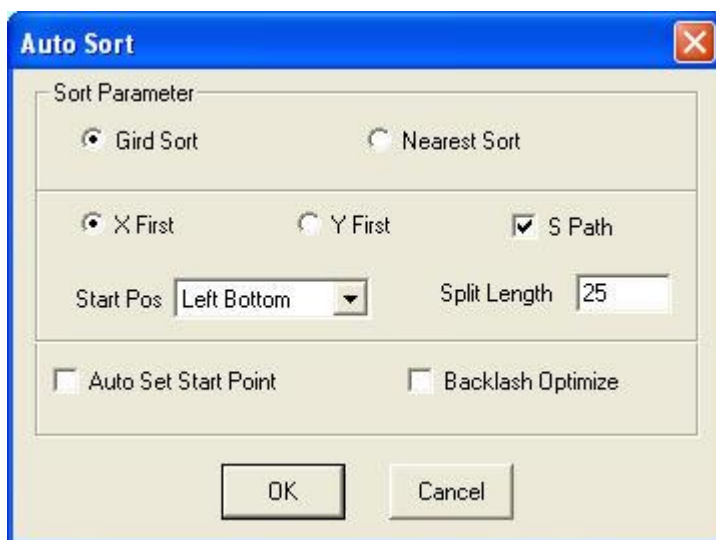 Auto Sort
Sort Parameter
Gird Sort Nearest Sort
X First Y First S Path
Start Pos Left Bottom Split Length 25
Auto Set Start Point Backlash Optimize
OK Cancel